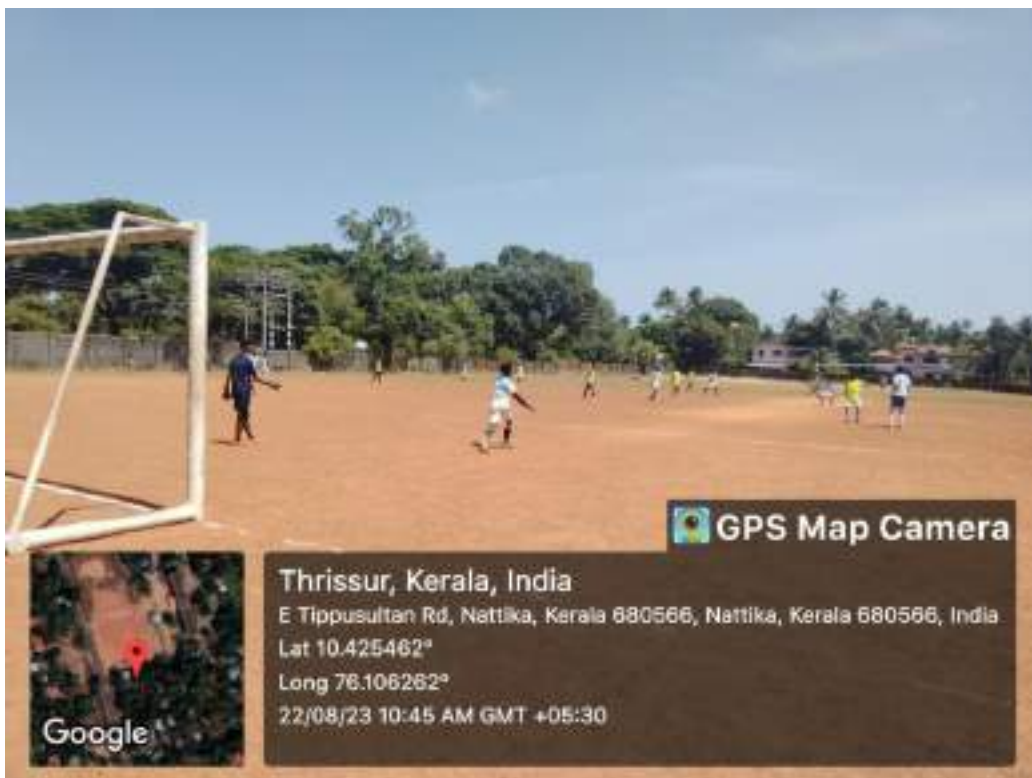 GPS Map Camera
Thrissur, Kerala, India
E Tippusultan Rd, Nattika, Kerala 680566, Nattika, Kerala 680566, India
Lat 10.425462°
Long 76.106262°
22/08/23 10:45 AM GMT +05:30
Google